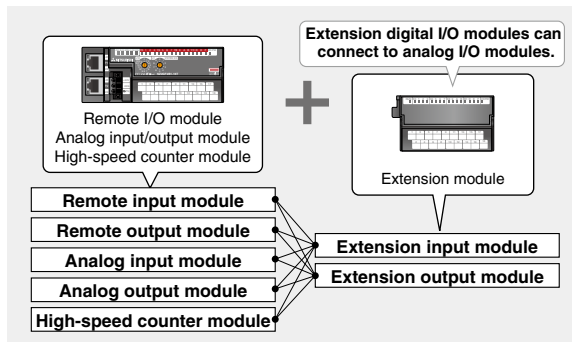 Extension digital I/O modules can
connect to analog I/O modules.
Remote I/O module
Analog input/output module
High-speed counter module
Extension module
Remote input module
Remote output module
Analog input module
Analog output module
High-speed counter module
Extension input module
Extension output module